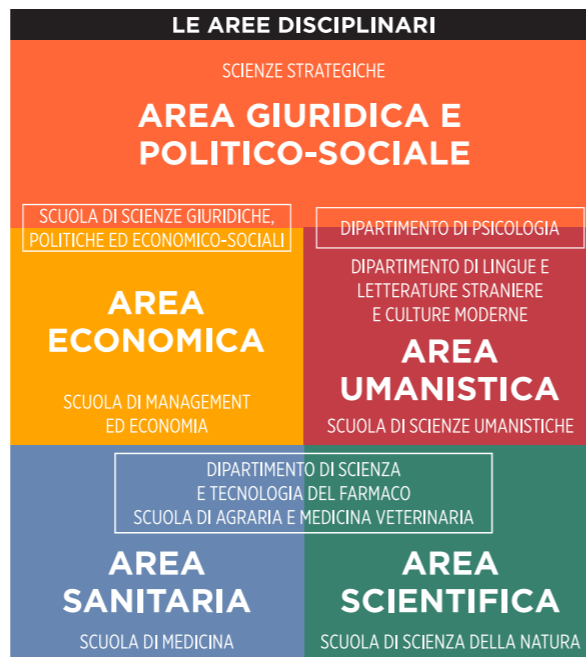 LE AREE DISCIPLINARI
SCIENZE STRATEGICHE
AREA GIURIDICA E
POLITICO-SOCIALE
SCUOLA DI SCIENZE GIURIDICHE,
POLITICHE ED ECONOMICO-SOCIALI
DIPARTIMENTO DI PSICOLOGIA
AREA
ECONOMICA
SCUOLA DI MANAGEMENT
ED ECONOMIA
DIPARTIMENTO DI LINGUE E
LETTERATURE STRANIERE
E CULTURE MODERNE
AREA
UMANISTICA
SCUOLA DI SCIENZE UMANISTICHE
DIPARTIMENTO DI SCIENZA
E TECNOLOGIA DEL FARMACO
SCUOLA DI AGRARIA E MEDICINA VETERINARIA
AREA
SANITARIA
SCUOLA DI MEDICINA
AREA
SCIENTIFICA
SCUOLA DI SCIENZA DELLA NATURA